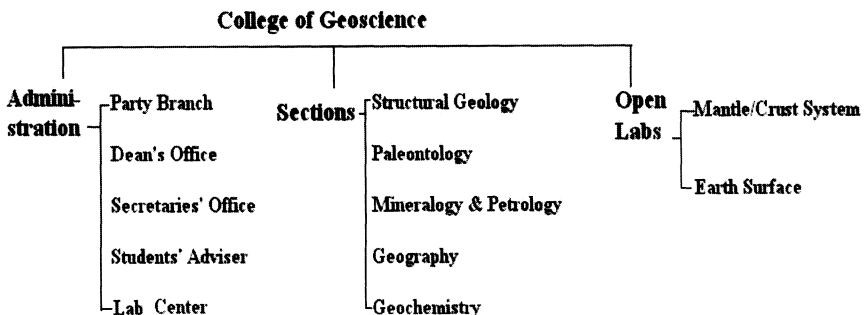 College of Geoscience
Admini-
stration
Party Branch
Dean's Office
Secretaries' Office
Students' Adviser
Lab Center
Sections
Structural Geology
Paleontology
Mineralogy & Petrology
Geography
Geochemistry
Open
Labs
Mantle/Crust System
Earth Surface